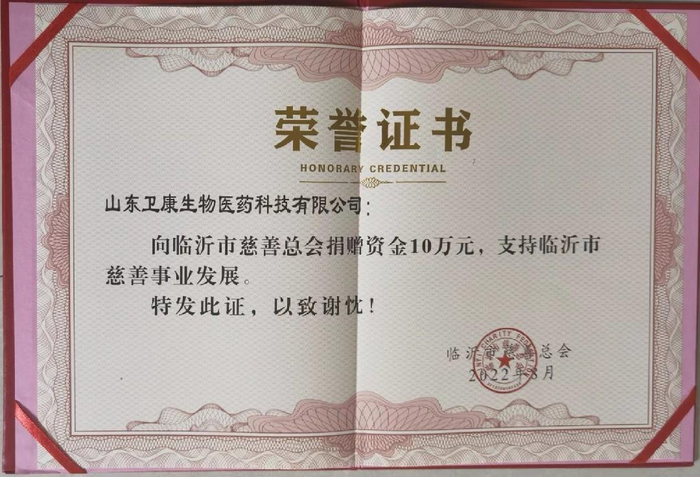 荣誉证书
HONORARY CREDENTIAL
山东卫康生物医药科技有限公司：
向临沂市慈善总会捐赠资金10万元，支持临沂市
慈善事业发展。
特发此证，以致谢忱！
临沂市慈善总会
2022年8月